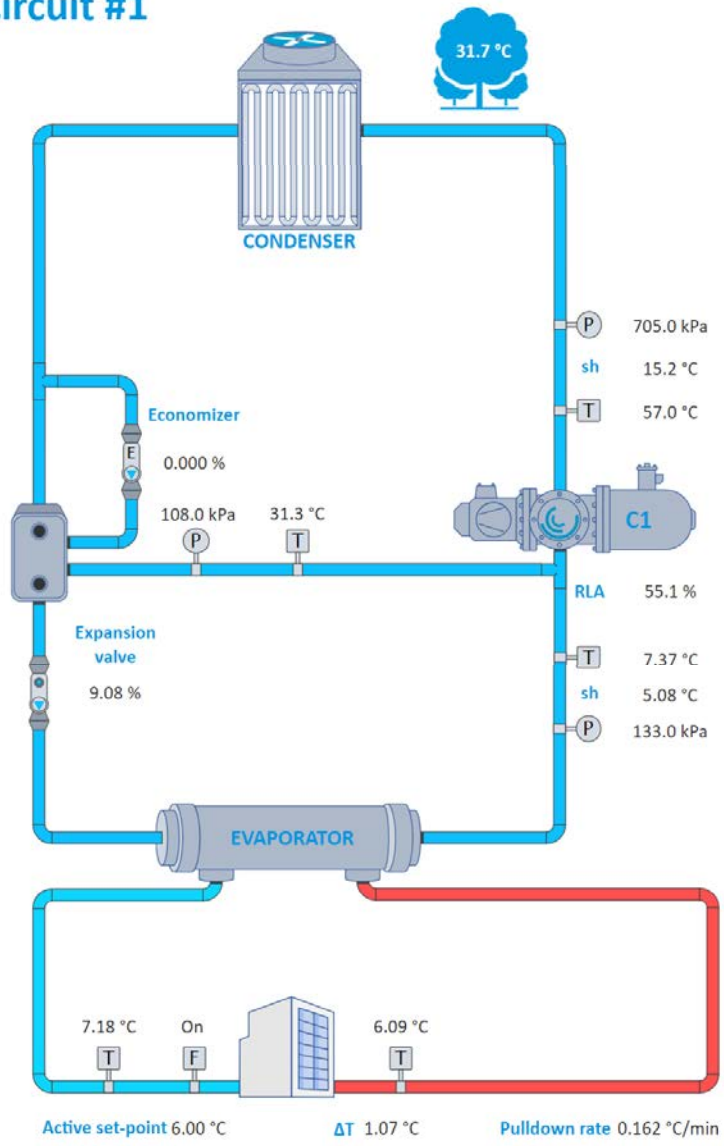 ircuit #1
31.7 °C
CONDENSER
P 705.0 kPa
sh 15.2 °C
T 57.0 °C
Economizer
E 0.000 %
108.0 kPa 31.3 °C
P T
C1
RLA 55.1 %
Expansion
valve
9.08 %
T 7.37 °C
sh 5.08 °C
P 133.0 kPa
EVAPORATOR
7.18 °C On 6.09 °C
T F T
Active set-point 6.00 °C ΔT 1.07 °C Pulldown rate 0.162 °C/min